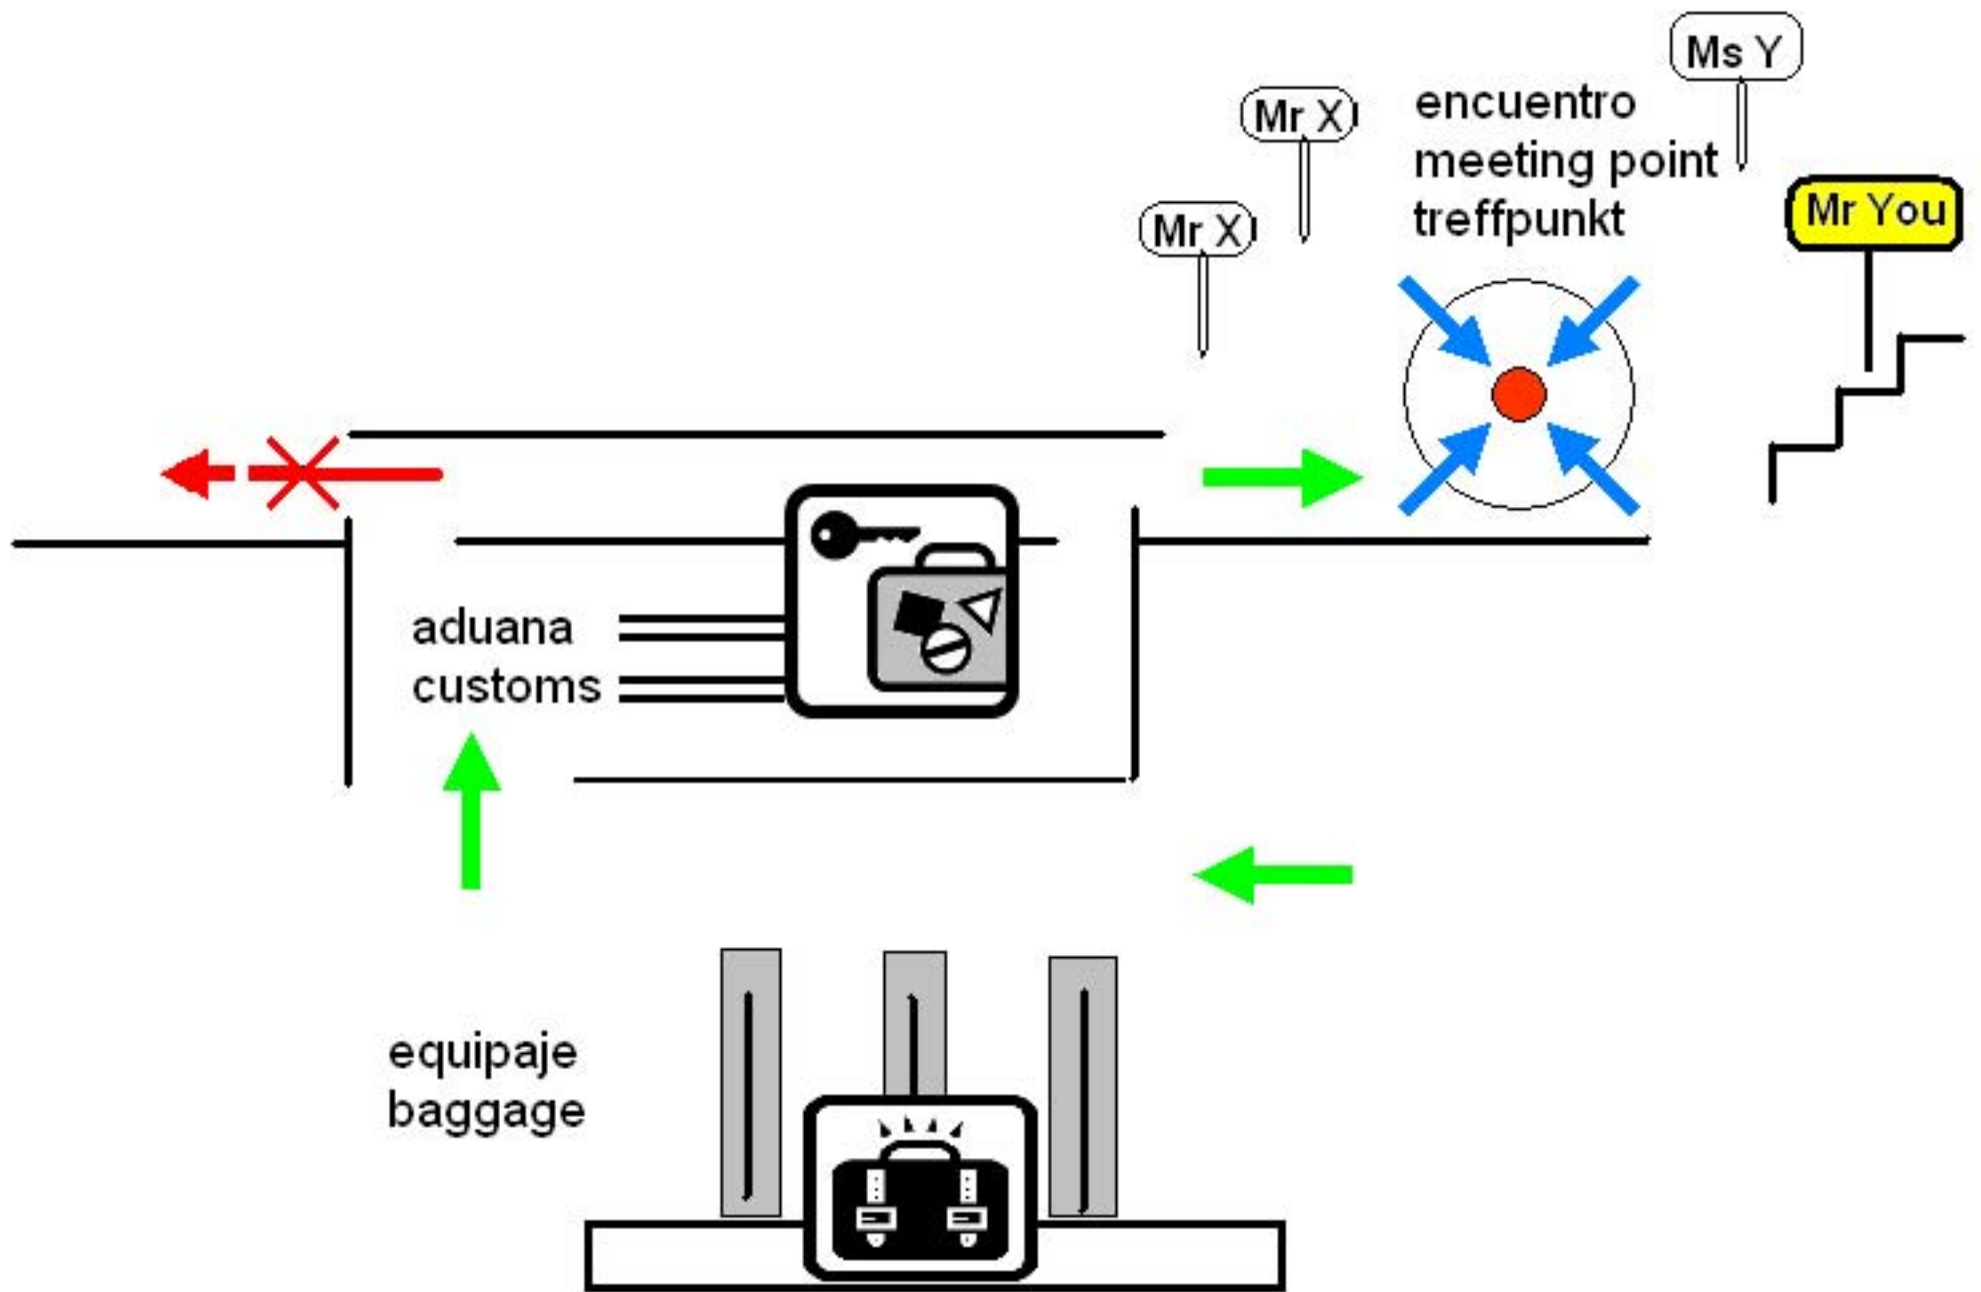 Ms Y
Mr X
encuentro
meeting point
treffpunkt
Mr You
Mr X
aduana
customs
equipaje
baggage